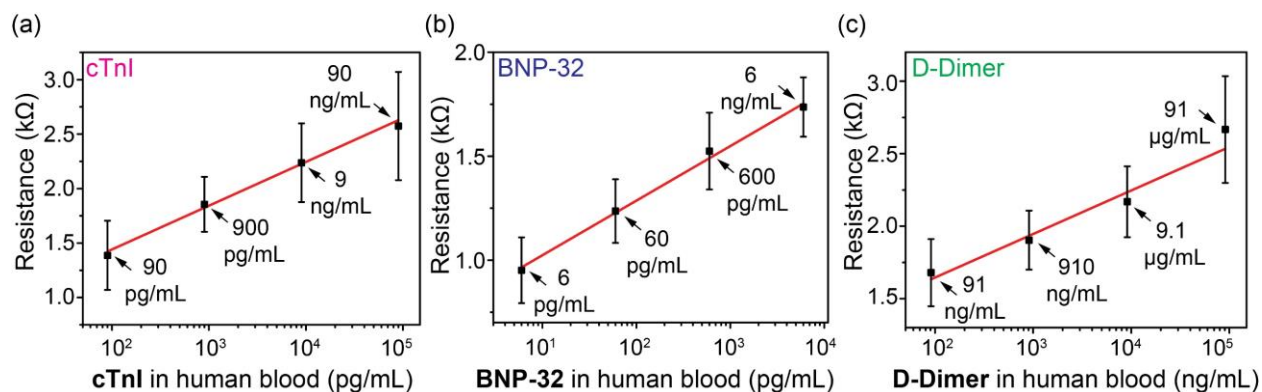 (a)
cTnI
Resistance (kΩ)
3.0
2.5
2.0
1.5
1.0
90
ng/mL
9
ng/mL
900
pg/mL
90
pg/mL
10²
10³
10⁴
10⁵
cTnI in human blood (pg/mL)
(b)
BNP-32
Resistance (kΩ)
2.0
1.5
1.0
6
ng/mL
600
pg/mL
60
pg/mL
6
pg/mL
10¹
10²
10³
10⁴
BNP-32 in human blood (pg/mL)
(c)
D-Dimer
Resistance (kΩ)
3.0
2.5
2.0
1.5
91
µg/mL
9.1
µg/mL
910
ng/mL
91
ng/mL
10²
10³
10⁴
10⁵
D-Dimer in human blood (ng/mL)